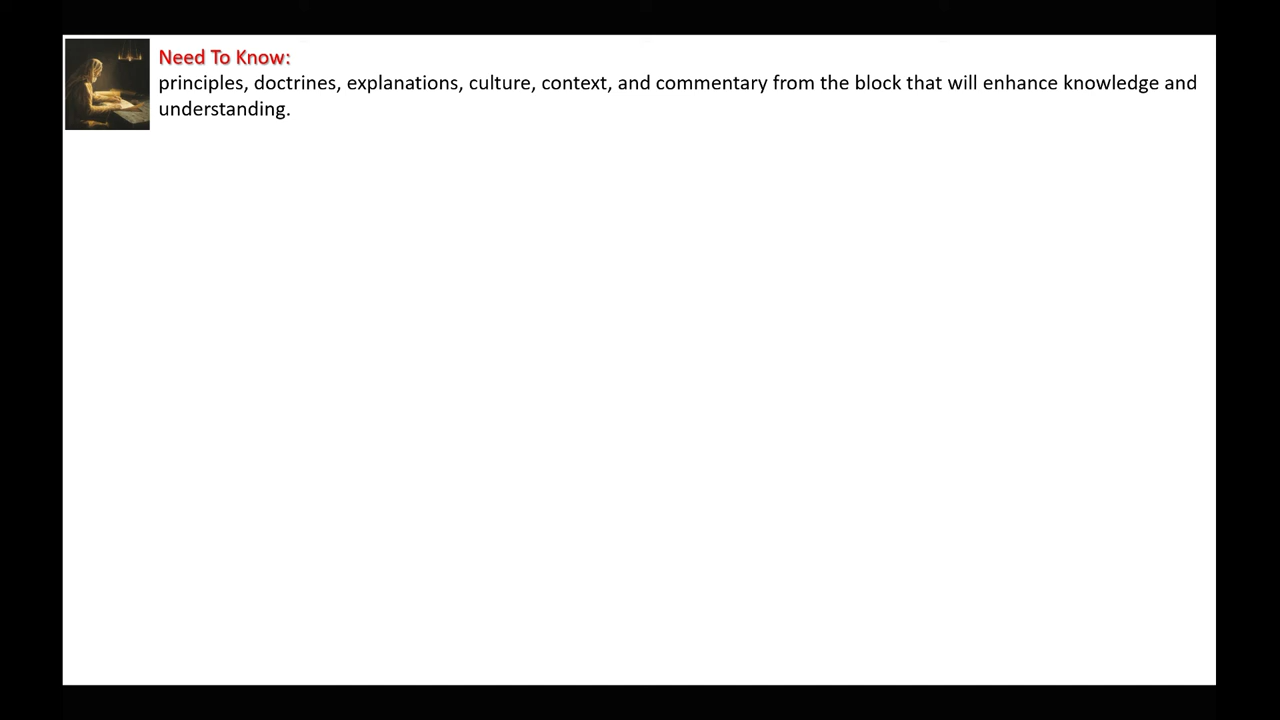 Need To Know:
principles, doctrines, explanations, culture, context, and commentary from the block that will enhance knowledge and
understanding.